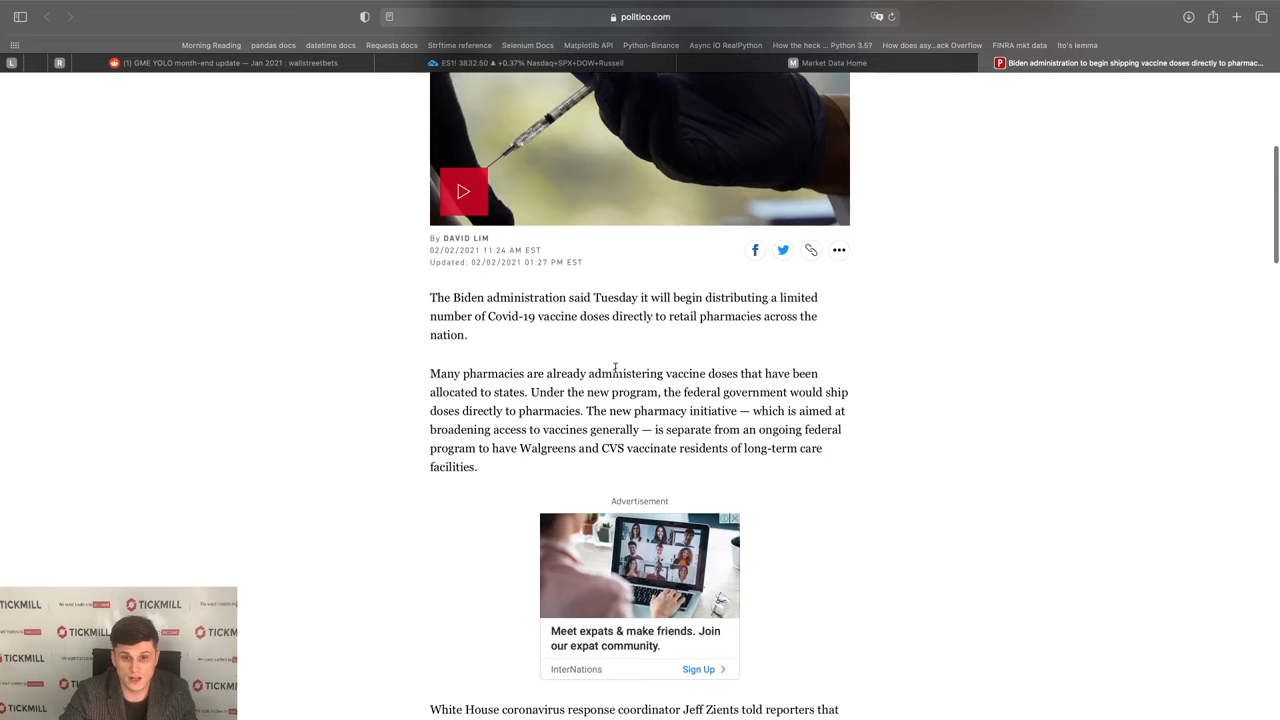 politico.com
Morning Reading
pandas docs
datetime docs
Requests docs
Strftime reference
Selenium Docs
Matplotlib API
Python-Binance
Async IO RealPython
How the heck ... Python 3.5?
How does asy...ack Overflow
FINRA mkt data
Ito's lemma
L
R
(1) GME YOLO month-end update — Jan 2021 : wallstreetbets
ES1! 3832.50 ▲ +0.37% Nasdaq+SPX+DOW+Russell
M Market Data Home
P Biden administration to begin shipping vaccine doses directly to pharmac...
By DAVID LIM
02/02/2021 11:24 AM EST
Updated: 02/02/2021 01:27 PM EST
The Biden administration said Tuesday it will begin distributing a limited
number of Covid-19 vaccine doses directly to retail pharmacies across the
nation.
Many pharmacies are already administering vaccine doses that have been
allocated to states. Under the new program, the federal government would ship
doses directly to pharmacies. The new pharmacy initiative — which is aimed at
broadening access to vaccines generally — is separate from an ongoing federal
program to have Walgreens and CVS vaccinate residents of long-term care
facilities.
Advertisement
Meet expats & make friends. Join
our expat community.
InterNations
Sign Up
White House coronavirus response coordinator Jeff Zients told reporters that
TICKMILL
TICKMILL
TICKMILL
TICKMILL
TICKMILL
TICKMILL